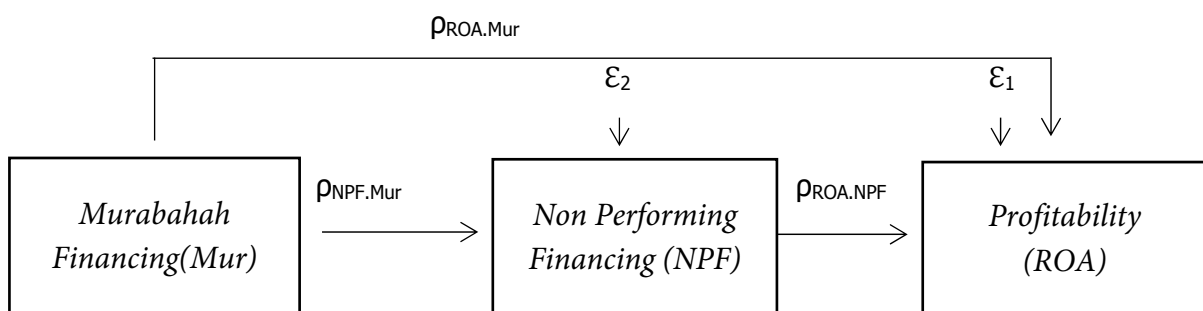 ρROA.Mur
ε2
ε1
Murabahah
Financing(Mur)
ρNPF.Mur
Non Performing
Financing (NPF)
ρROA.NPF
Profitability
(ROA)